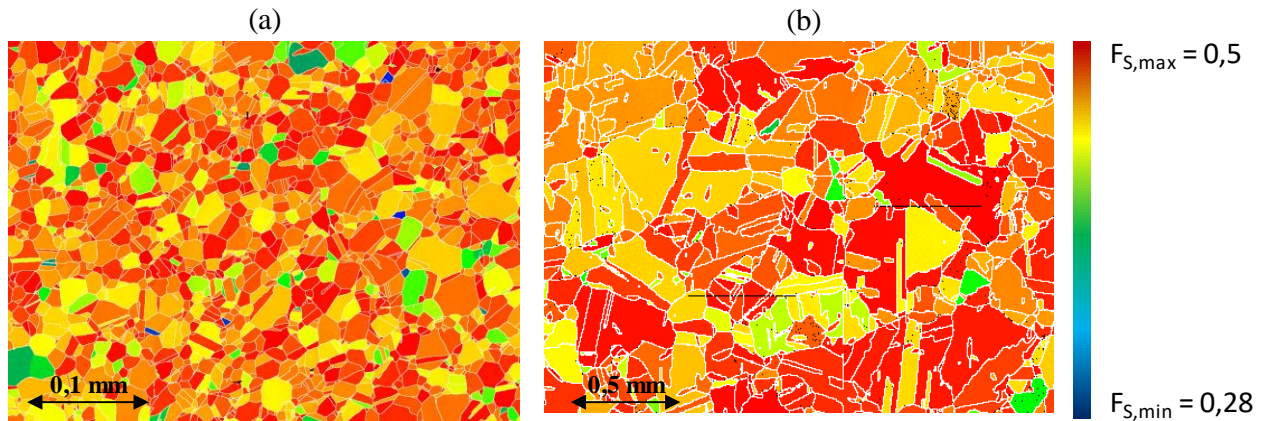 (a)
(b)
F_S,max = 0,5
0,1 mm
0,5 mm
F_S,min = 0,28